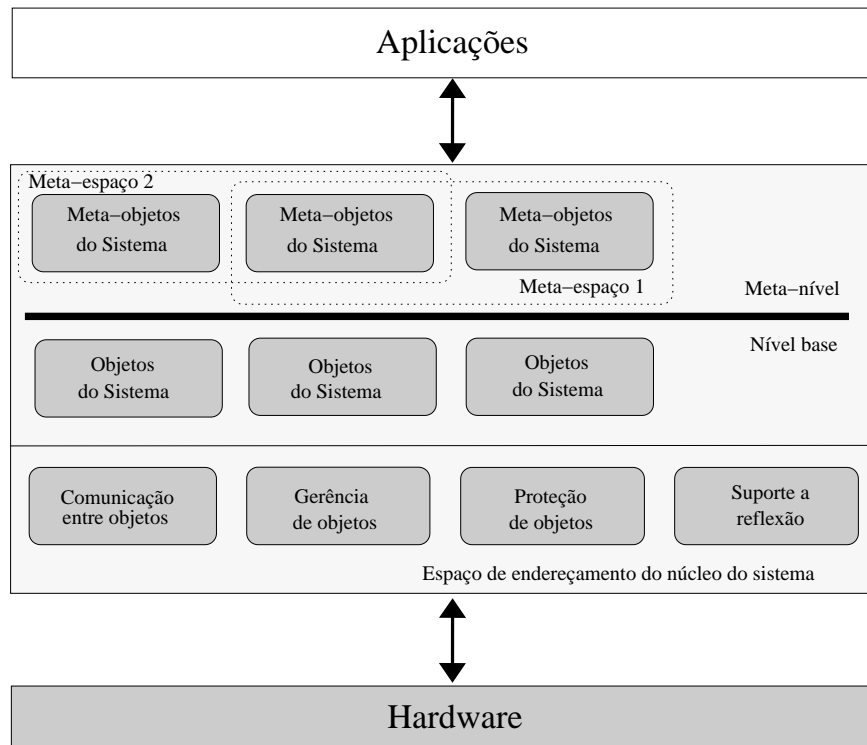 Aplicações
Meta−espaço 2
Meta−objetos
do Sistema
Meta−objetos
do Sistema
Meta−objetos
do Sistema
Meta−espaço 1
Meta−nível
Nível base
Objetos
do Sistema
Objetos
do Sistema
Objetos
do Sistema
Comunicação
entre objetos
Gerência
de objetos
Proteção
de objetos
Suporte a
reflexão
Espaço de endereçamento do núcleo do sistema
Hardware